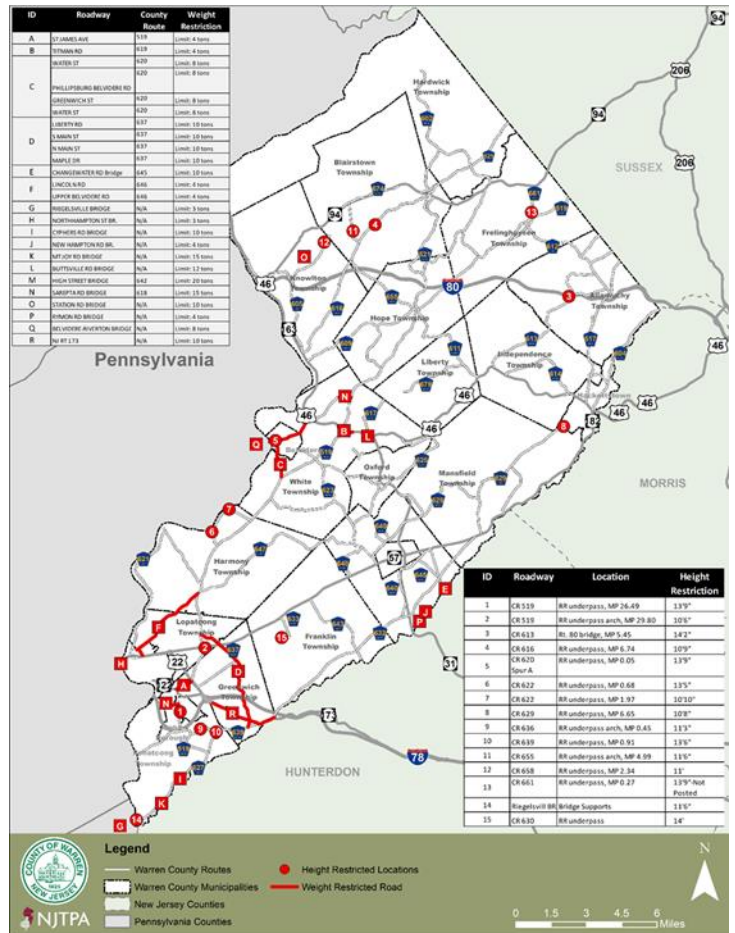 ID Roadway County Route Weight Restriction
A ST JAMES AVE 519 Limit: 4 tons
B TITMAN RD 619 Limit: 4 tons
C WATER ST 620 Limit: 8 tons
PHILLIPSBURG BELVIDERE RD 620 Limit: 8 tons
GREENWICH ST 620 Limit: 8 tons
WATER ST 620 Limit: 8 tons
D LIBERTY RD 637 Limit: 10 tons
S MAIN ST 637 Limit: 10 tons
N MAIN ST 637 Limit: 10 tons
MAPLE DR 637 Limit: 10 tons
E CHANGEWATER RD Bridge 645 Limit: 10 tons
F LINCOLN RD 646 Limit: 4 tons
UPPER BELVIDERE RD 646 Limit: 4 tons
G RIEGELSVILLE BRIDGE N/A Limit: 3 tons
H NORTHHAMPTON ST BR. N/A Limit: 3 tons
I CYPHERS RD BRIDGE N/A Limit: 10 tons
J NEW HAMPTON RD BR. N/A Limit: 4 tons
K MT JOY RD BRIDGE N/A Limit: 15 tons
L BUTTSVILLE RD BRIDGE N/A Limit: 12 tons
M HIGH STREET BRIDGE 642 Limit: 20 tons
N SAREPTA RD BRIDGE 618 Limit: 15 tons
O STATION RD BRIDGE N/A Limit: 10 tons
P RYMON RD BRIDGE N/A Limit: 4 tons
Q BELVIDERE RIVERTON BRIDGE N/A Limit: 8 tons
R NJ RT 173 N/A Limit: 10 tons
94
206
94
206
SUSSEX
Hardwick
Township
Blairstown
Township
94
11
4
12
13
O
Frelinghuysen
Township
46
Knowlton
Township
80
3
Allamuchy
Township
Hope Township
Pennsylvania
Liberty
Township
Independence
Township
46
46
46
46
46
46
Hackettstown
82
8
N
B
L
Q
5
C
White
Township
Oxford
Township
Mansfield
Township
MORRIS
7
6
Harmony
Township
57
E
J
P
31
F
Lopatcong
Township
H
22
22
2
15
Franklin
Township
D
A
N
1
Greenwich
Township
R
9
10
Township
I
K
G
14
78
HUNTERDON
ID Roadway Location Height Restriction
1 CR 519 RR underpass, MP 26.49 13'9"
2 CR 519 RR underpass arch, MP 29.80 10'6"
3 CR 613 Rt. 80 bridge, MP 5.45 14'2"
4 CR 616 RR underpass, MP 6.74 10'9"
5 CR 620 Spur A RR underpass, MP 0.05 13'9"
6 CR 622 RR underpass, MP 0.68 13'5"
7 CR 622 RR underpass, MP 1.97 10'10"
8 CR 629 RR underpass, MP 6.65 10'8"
9 CR 636 RR underpass arch, MP 0.45 11'3"
10 CR 639 RR underpass, MP 0.91 13'6"
11 CR 655 RR underpass arch, MP 4.99 11'6"
12 CR 658 RR underpass, MP 2.34 11'
13 CR 661 RR underpass, MP 0.27 13'9"-Not Posted
14 Riegelsvill BR Bridge Supports 11'6"
15 CR 630 RR underpass 14'
COUNTY OF WARREN
NEW JERSEY
NJTPA
Legend
Warren County Routes
Warren County Municipalities
New Jersey Counties
Pennsylvania Counties
Height Restricted Locations
Weight Restricted Road
N
0 1.5 3 6
Miles